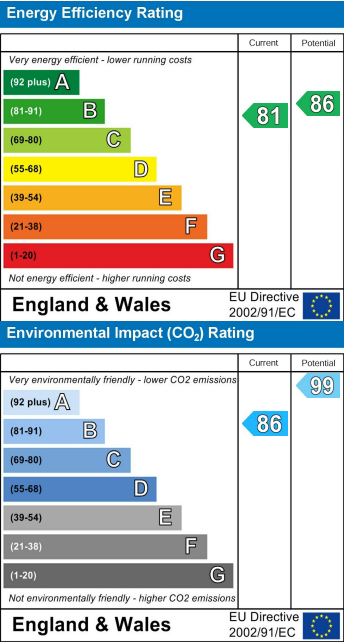 Energy Efficiency Rating
Current Potential
Very energy efficient - lower running costs
(92 plus) A
(81-91) B
81 86
(69-80) C
(55-68) D
(39-54) E
(21-38) F
(1-20) G
Not energy efficient - higher running costs
England & Wales
EU Directive
2002/91/EC
Environmental Impact (CO₂) Rating
Current Potential
Very environmentally friendly - lower CO2 emissions
(92 plus) A
99
(81-91) B
86
(69-80) C
(55-68) D
(39-54) E
(21-38) F
(1-20) G
Not environmentally friendly - higher CO2 emissions
England & Wales
EU Directive
2002/91/EC